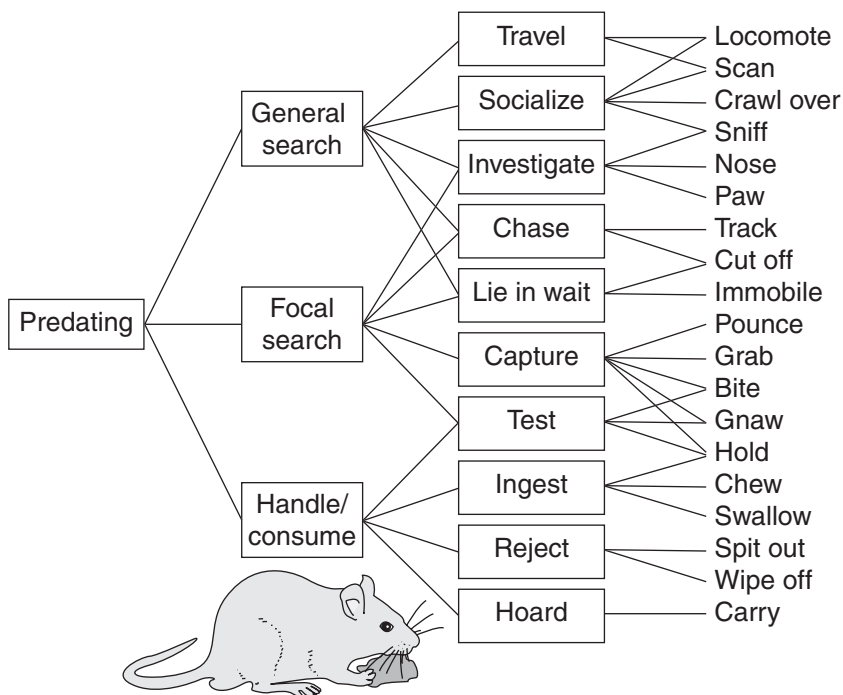 Predating
General
search
Focal
search
Handle/
consume
Travel
Socialize
Investigate
Chase
Lie in wait
Capture
Test
Ingest
Reject
Hoard
Locomote
Scan
Crawl over
Sniff
Nose
Paw
Track
Cut off
Immobile
Pounce
Grab
Bite
Gnaw
Hold
Chew
Swallow
Spit out
Wipe off
Carry